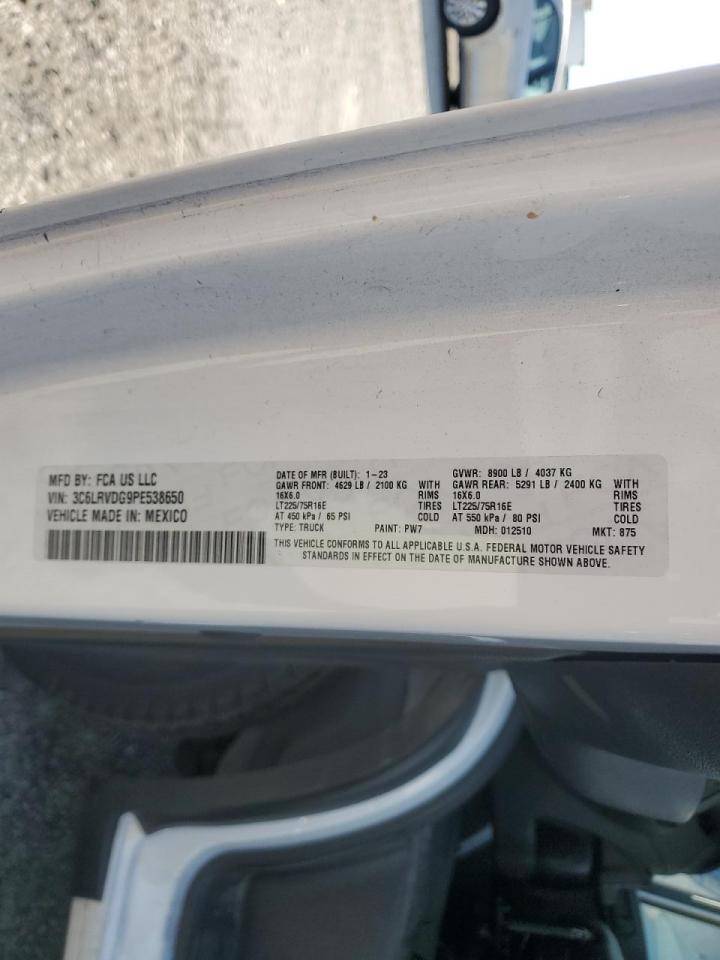 MFD BY: FCA US LLC
VIN: 3C6LRVDG9PE538650
VEHICLE MADE IN: MEXICO
DATE OF MFR (BUILT): 1-23
GAWR FRONT: 4629 LB / 2100 KG WITH
16X6.0 RIMS
LT225/75R16E TIRES
AT 450 kPa / 65 PSI COLD
TYPE: TRUCK PAINT: PW7
GVWR: 8900 LB / 4037 KG
GAWR REAR: 5291 LB / 2400 KG WITH
16X6.0 RIMS
LT225/75R16E TIRES
AT 550 kPa / 80 PSI COLD
MDH: 012510 MKT: 875
THIS VEHICLE CONFORMS TO ALL APPLICABLE U.S.A. FEDERAL MOTOR VEHICLE SAFETY
STANDARDS IN EFFECT ON THE DATE OF MANUFACTURE SHOWN ABOVE.